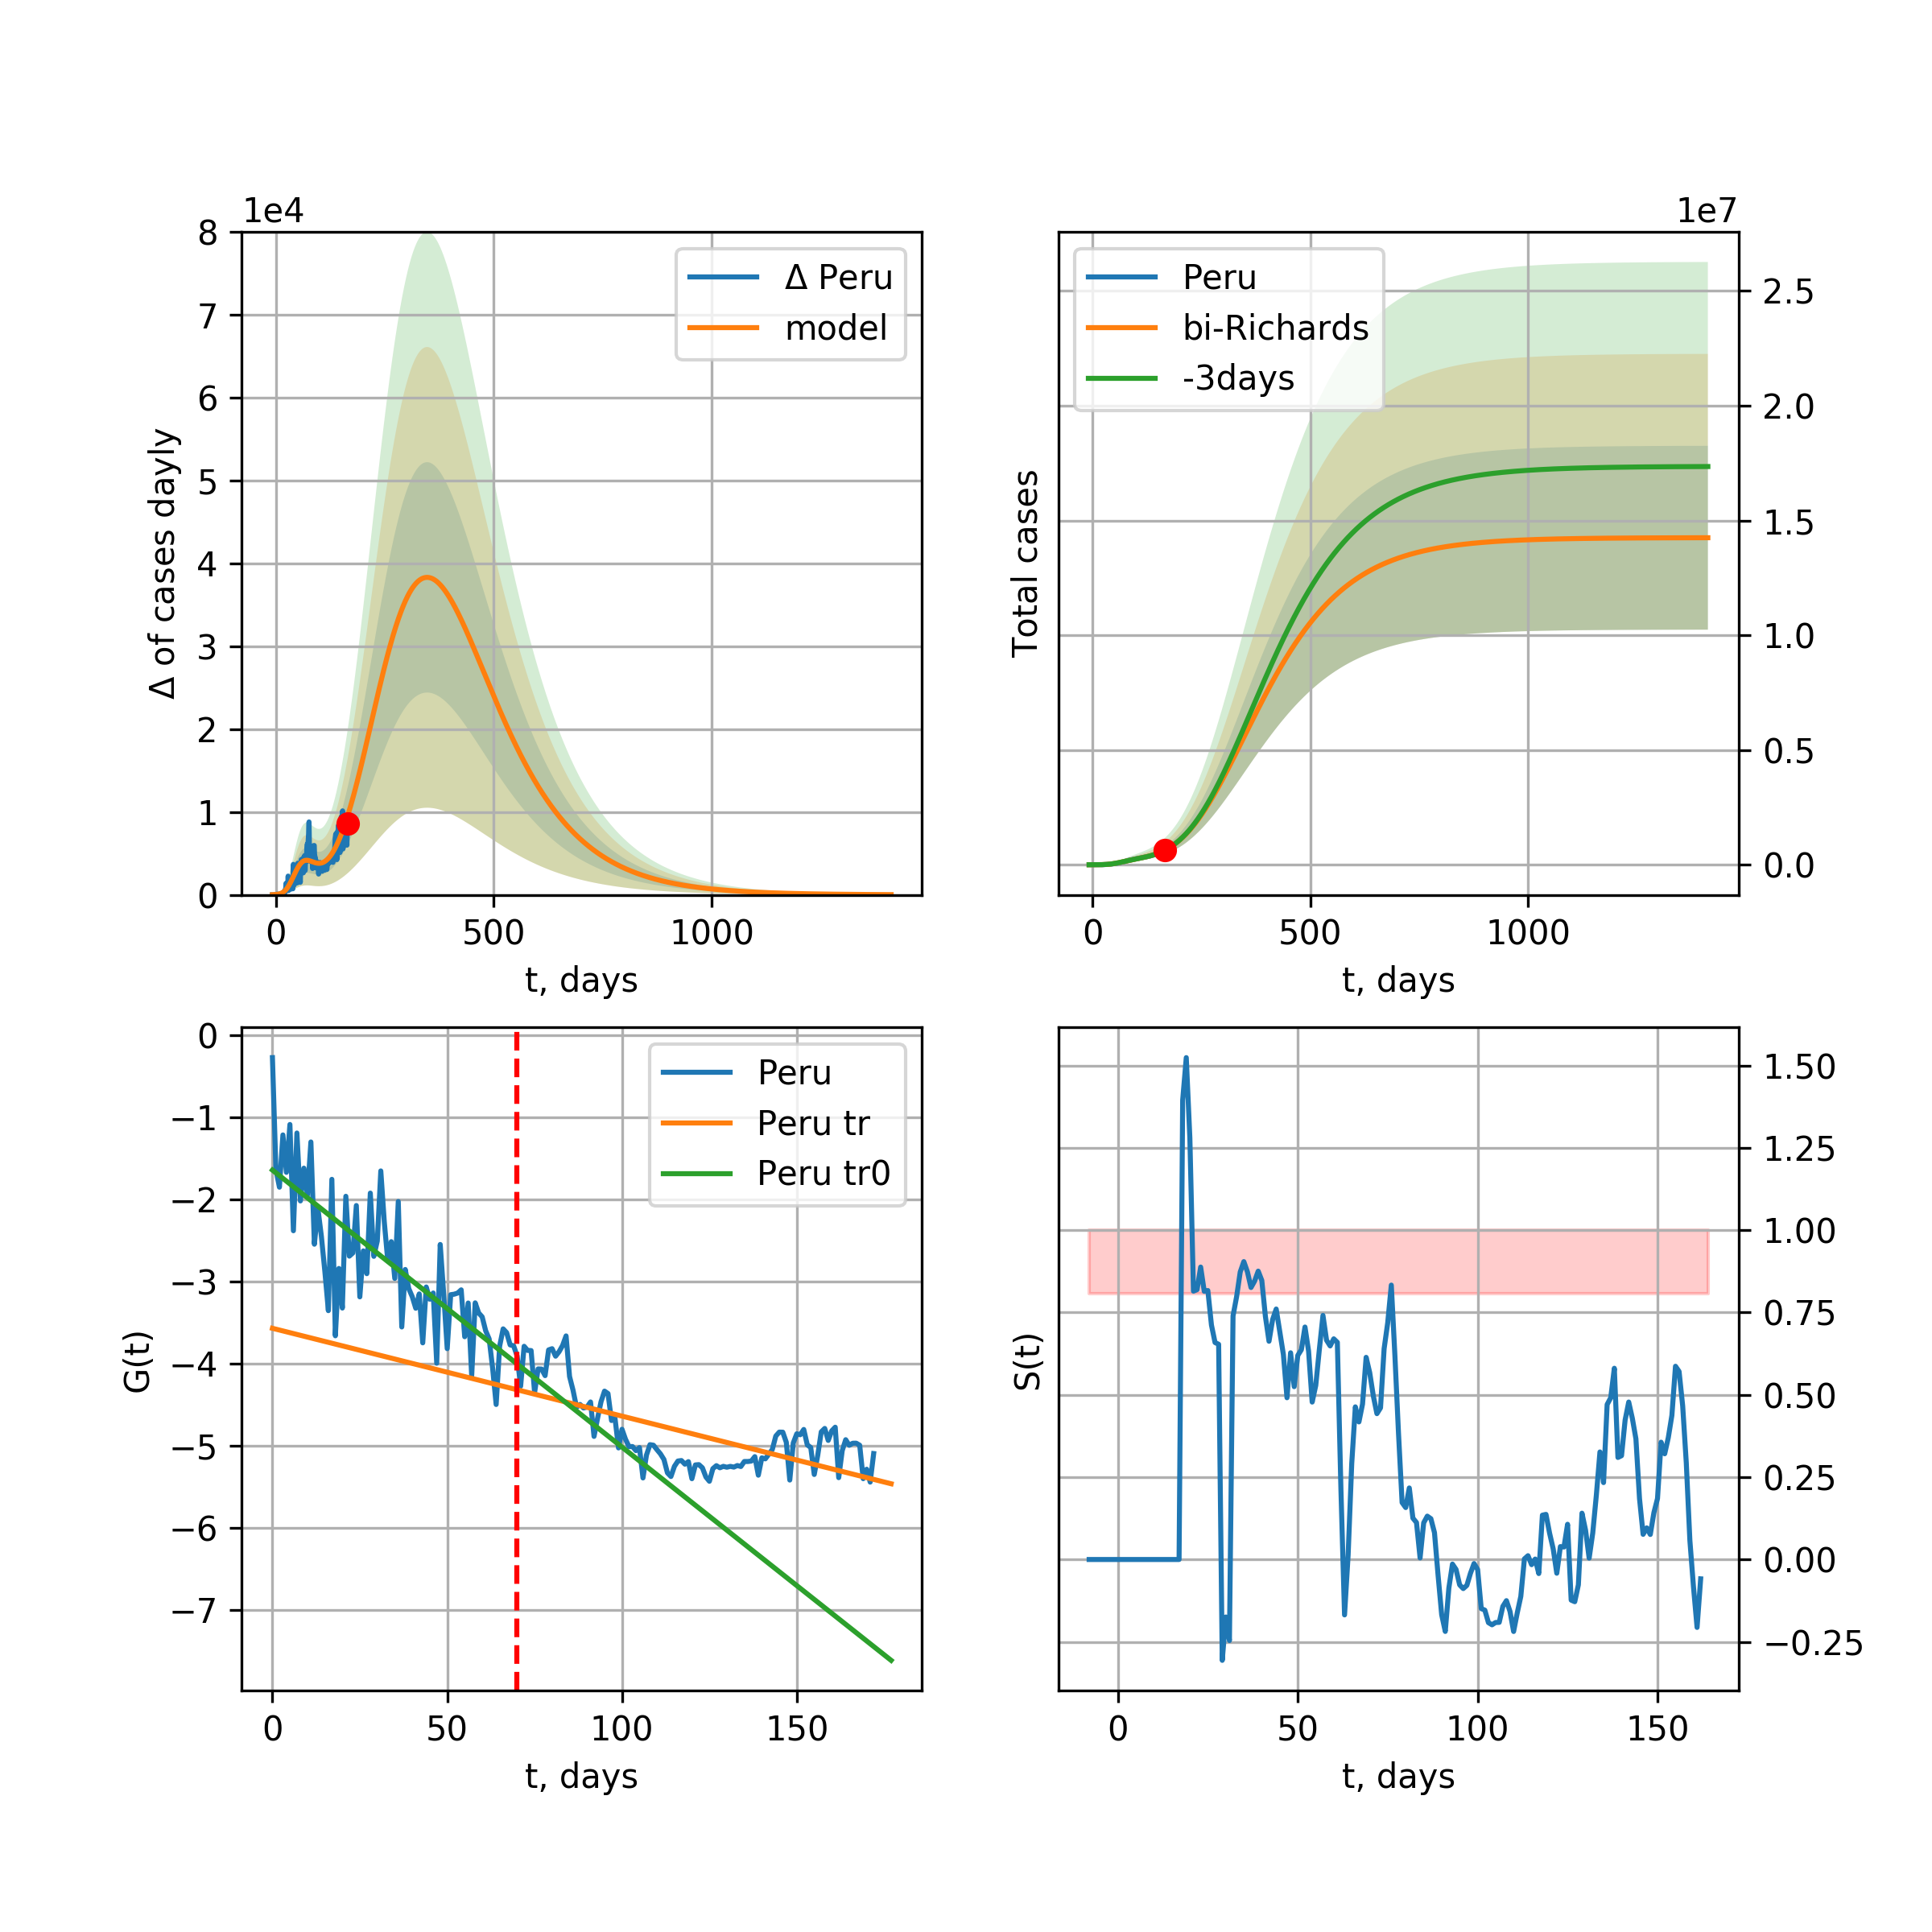 1e4
8
7
6
5
4
3
2
1
0
Δ of cases dayly
Δ Peru
model
0 500 1000
t, days
1e7
Peru
bi-Richards
-3days
Total cases
2.5
2.0
1.5
1.0
0.5
0.0
0 500 1000
t, days
0
−1
−2
−3
−4
−5
−6
−7
G(t)
Peru
Peru tr
Peru tr0
0 50 100 150
t, days
S(t)
1.50
1.25
1.00
0.75
0.50
0.25
0.00
−0.25
0 50 100 150
t, days